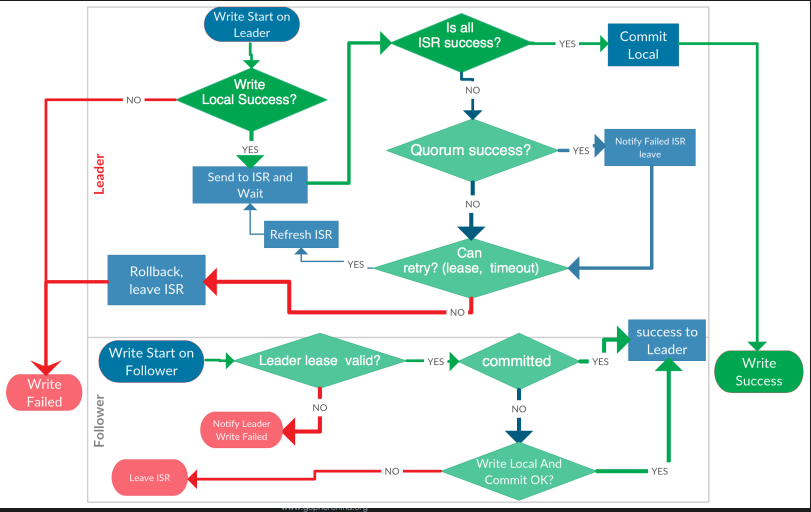 Write Start on
Leader
Is all
ISR success?
YES
Commit
Local
Write
Local Success?
NO
NO
YES
Quorum success?
YES
Notify Failed ISR
leave
Leader
Send to ISR and
Wait
NO
Refresh ISR
YES
Can
retry? (lease, timeout)
Rollback,
leave ISR
NO
success to
Leader
Write Start on
Follower
Leader lease valid?
YES
committed
YES
Write
Success
Write
Failed
NO
NO
Follower
Notify Leader
Write Failed
Write Local And
Commit OK?
YES
NO
Leave ISR